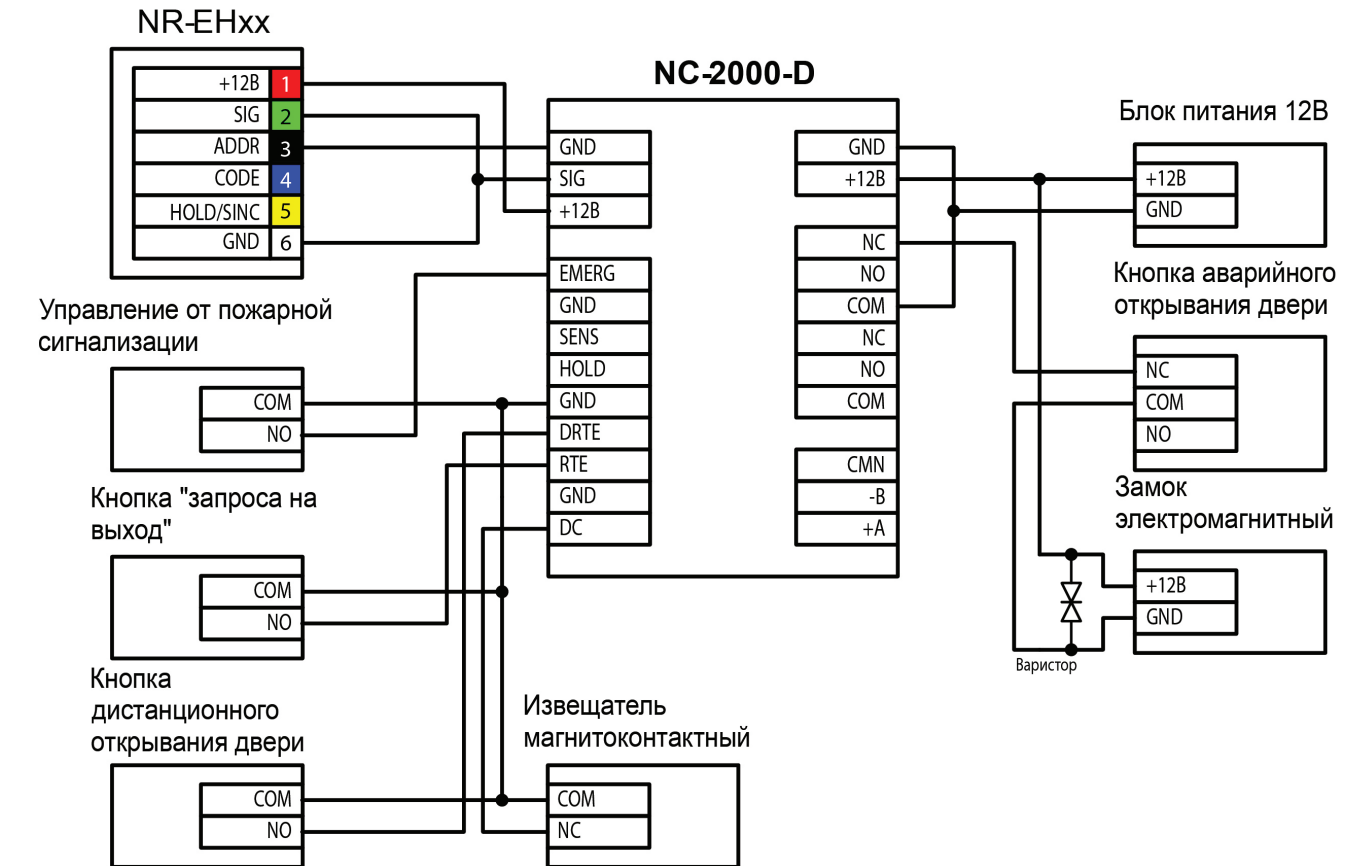 NR-EHxx
+12В 1
SIG 2
ADDR 3
CODE 4
HOLD/SINC 5
GND 6
Управление от пожарной
сигнализации
COM
NO
Кнопка "запроса на
выход"
COM
NO
Кнопка
дистанционного
открывания двери
COM
NO
NC-2000-D
GND
SIG
+12В
EMERG
GND
SENS
HOLD
GND
DRTE
RTE
GND
DC
GND
+12В
NC
NO
COM
NC
NO
COM
CMN
-B
+A
Извещатель
магнитоконтактный
COM
NC
Блок питания 12В
+12В
GND
Кнопка аварийного
открывания двери
NC
COM
NO
Замок
электромагнитный
+12В
GND
Варистор